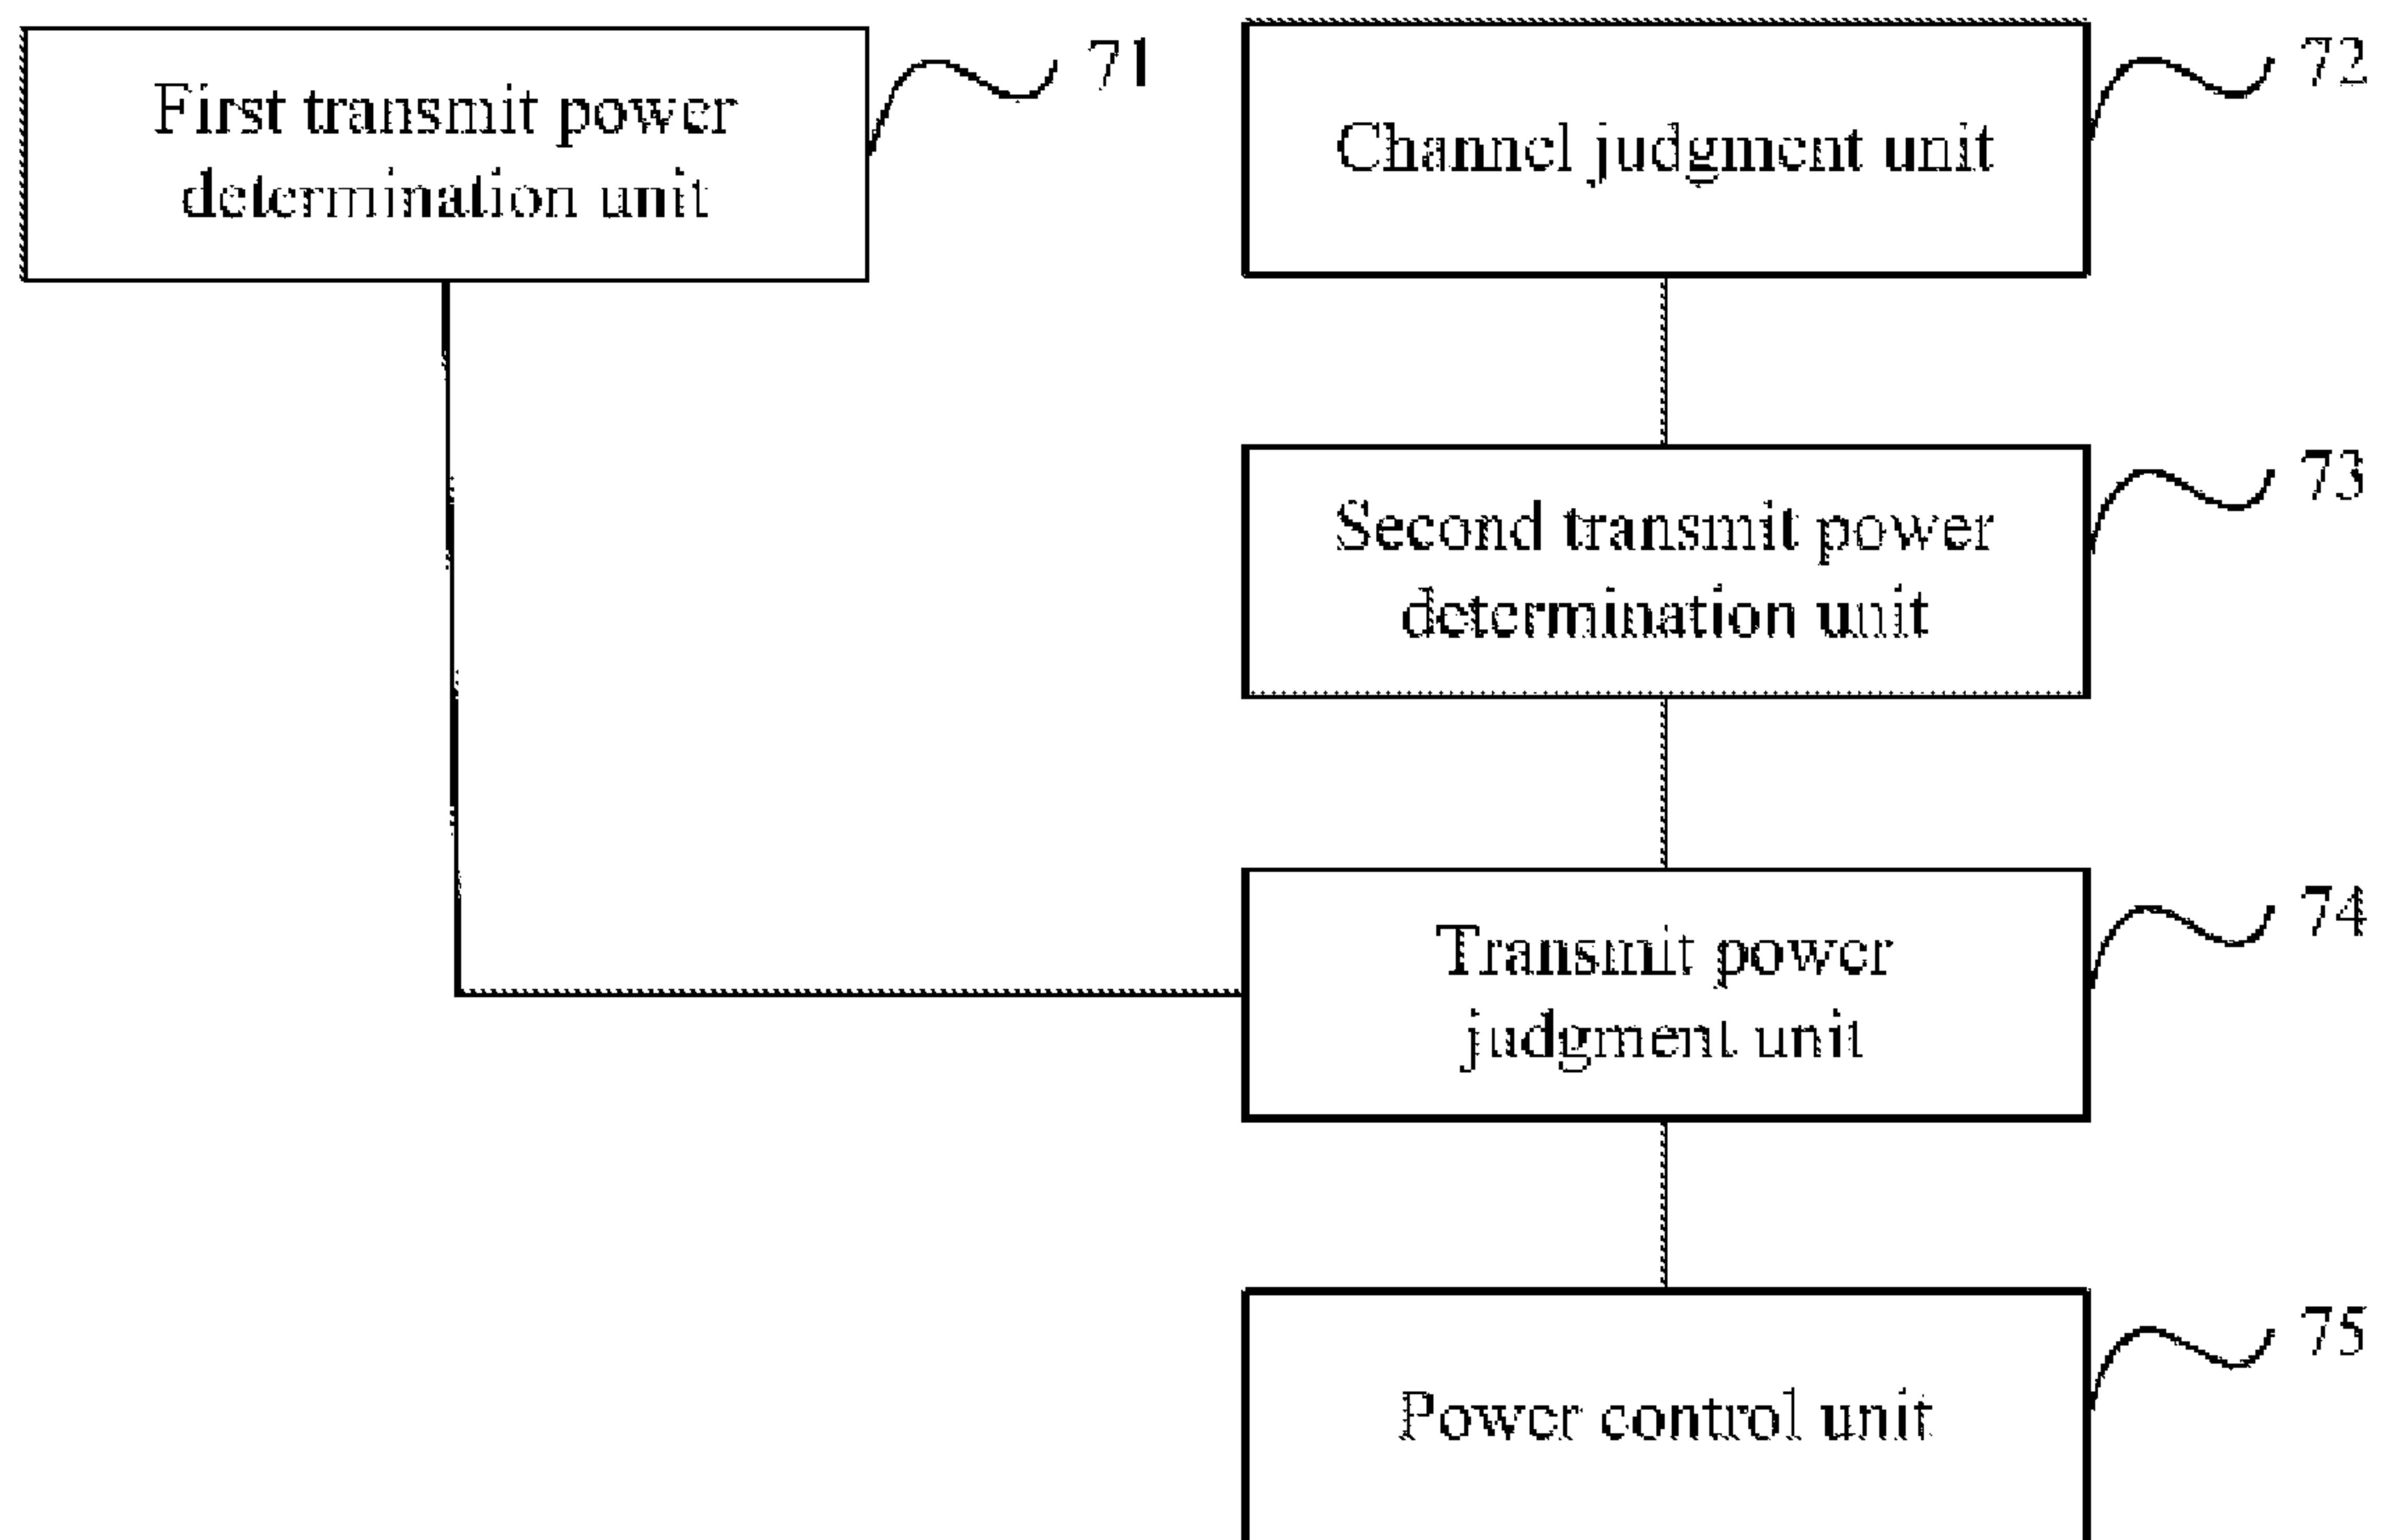 First transmit power
determination unit
71
Channel judgment unit
72
Second transmit power
determination unit
73
Transmit power
judgment unit
74
Power control unit
75